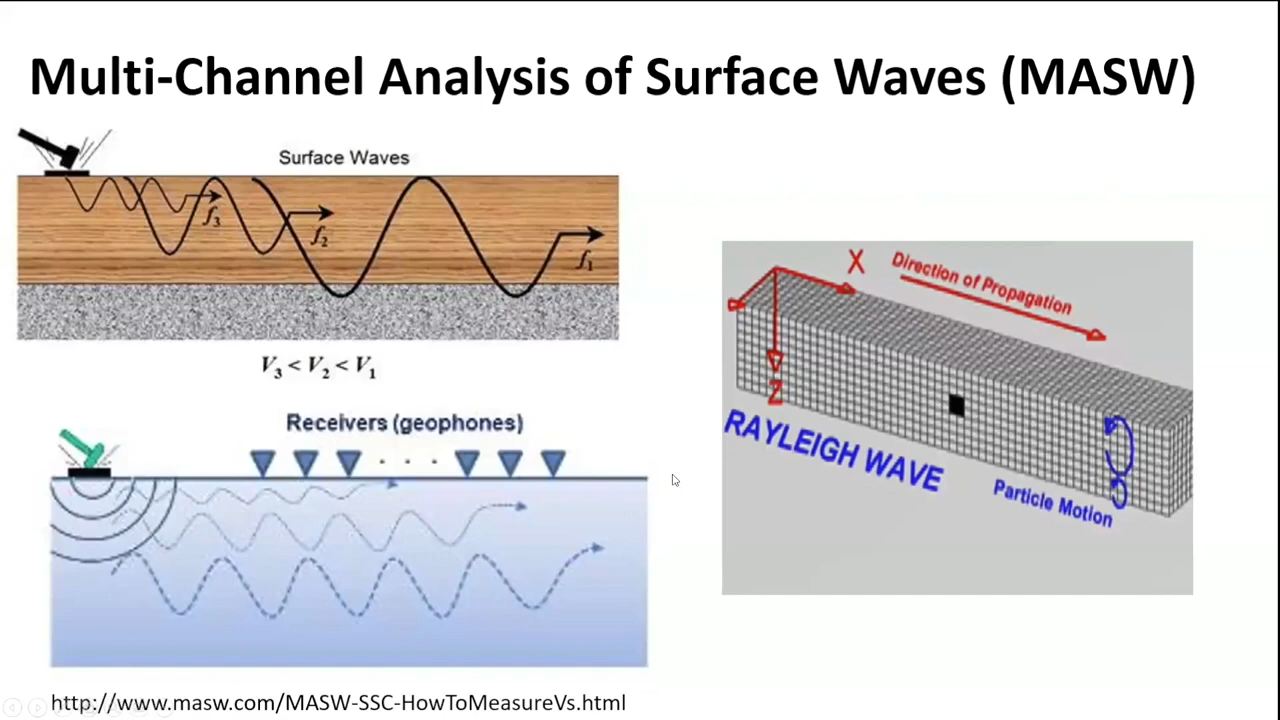 Multi-Channel Analysis of Surface Waves (MASW)
Surface Waves
f₃
f₂
f₁
V₃ < V₂ < V₁
Receivers (geophones)
X
Direction of Propagation
Z
RAYLEIGH WAVE
Particle Motion
http://www.masw.com/MASW-SSC-HowToMeasureVs.html